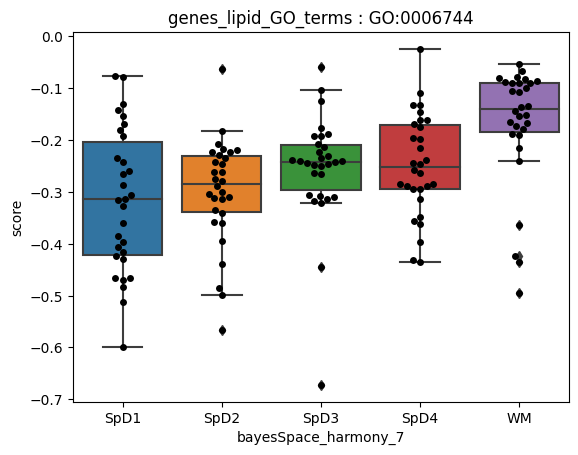 genes_lipid_GO_terms : GO:0006744
0.0
−0.1
−0.2
−0.3
−0.4
−0.5
−0.6
−0.7
score
SpD1 SpD2 SpD3 SpD4 WM
bayesSpace_harmony_7